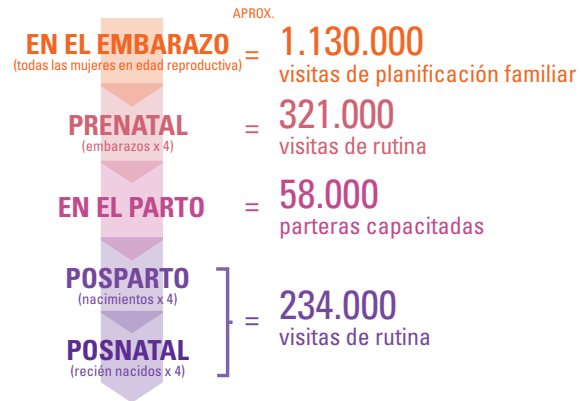 APROX.
EN EL EMBARAZO = 1.130.000
(todas las mujeres en edad reproductiva)
visitas de planificación familiar
PRENATAL = 321.000
(embarazos x 4)
visitas de rutina
EN EL PARTO = 58.000
parteras capacitadas
POSPARTO
(nacimientos x 4)
= 234.000
visitas de rutina
POSNATAL
(recién nacidos x 4)